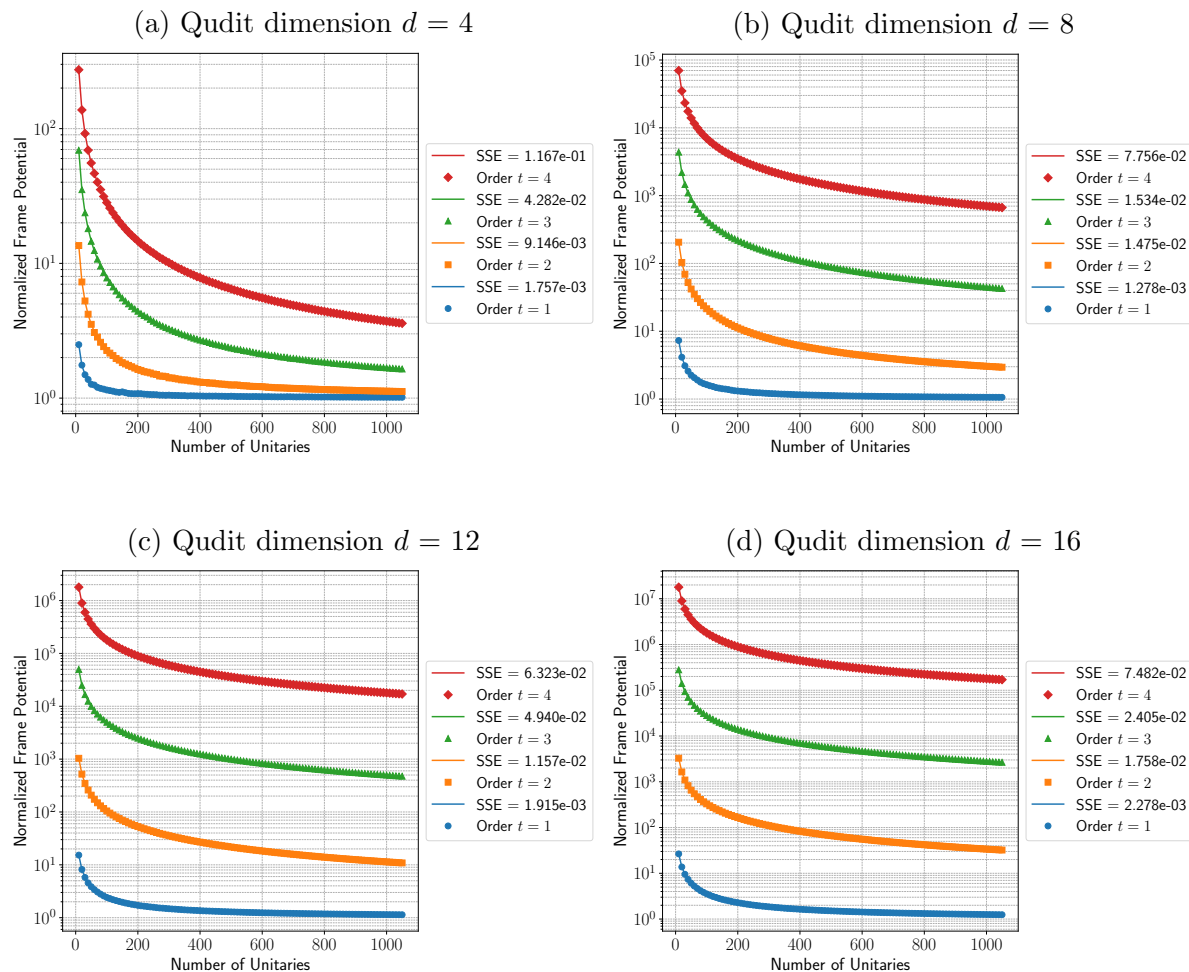 (a) Qudit dimension d = 4
Normalized Frame Potential
10^2
10^1
10^0
0 200 400 600 800 1000
Number of Unitaries
SSE = 1.167e-01
Order t = 4
SSE = 4.282e-02
Order t = 3
SSE = 9.146e-03
Order t = 2
SSE = 1.757e-03
Order t = 1
(b) Qudit dimension d = 8
Normalized Frame Potential
10^5
10^4
10^3
10^2
10^1
10^0
0 200 400 600 800 1000
Number of Unitaries
SSE = 7.756e-02
Order t = 4
SSE = 1.534e-02
Order t = 3
SSE = 1.475e-02
Order t = 2
SSE = 1.278e-03
Order t = 1
(c) Qudit dimension d = 12
Normalized Frame Potential
10^6
10^5
10^4
10^3
10^2
10^1
10^0
0 200 400 600 800 1000
Number of Unitaries
SSE = 6.323e-02
Order t = 4
SSE = 4.940e-02
Order t = 3
SSE = 1.157e-02
Order t = 2
SSE = 1.915e-03
Order t = 1
(d) Qudit dimension d = 16
Normalized Frame Potential
10^7
10^6
10^5
10^4
10^3
10^2
10^1
10^0
0 200 400 600 800 1000
Number of Unitaries
SSE = 7.482e-02
Order t = 4
SSE = 2.405e-02
Order t = 3
SSE = 1.758e-02
Order t = 2
SSE = 2.278e-03
Order t = 1